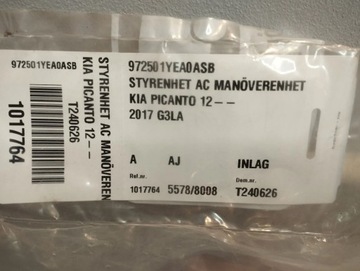 972501YEA0ASB
STYRENHET AC MANÖVERENHET
KIA PICANTO 12--
2017 G3LA
A AJ INLAG
Ref.nr. Dem.nr.
1017764 5578/8008 T240626
972501YEA0ASB
STYRENHET AC MANÖVEREN
KIA PICANTO 12--
T240626
1017764